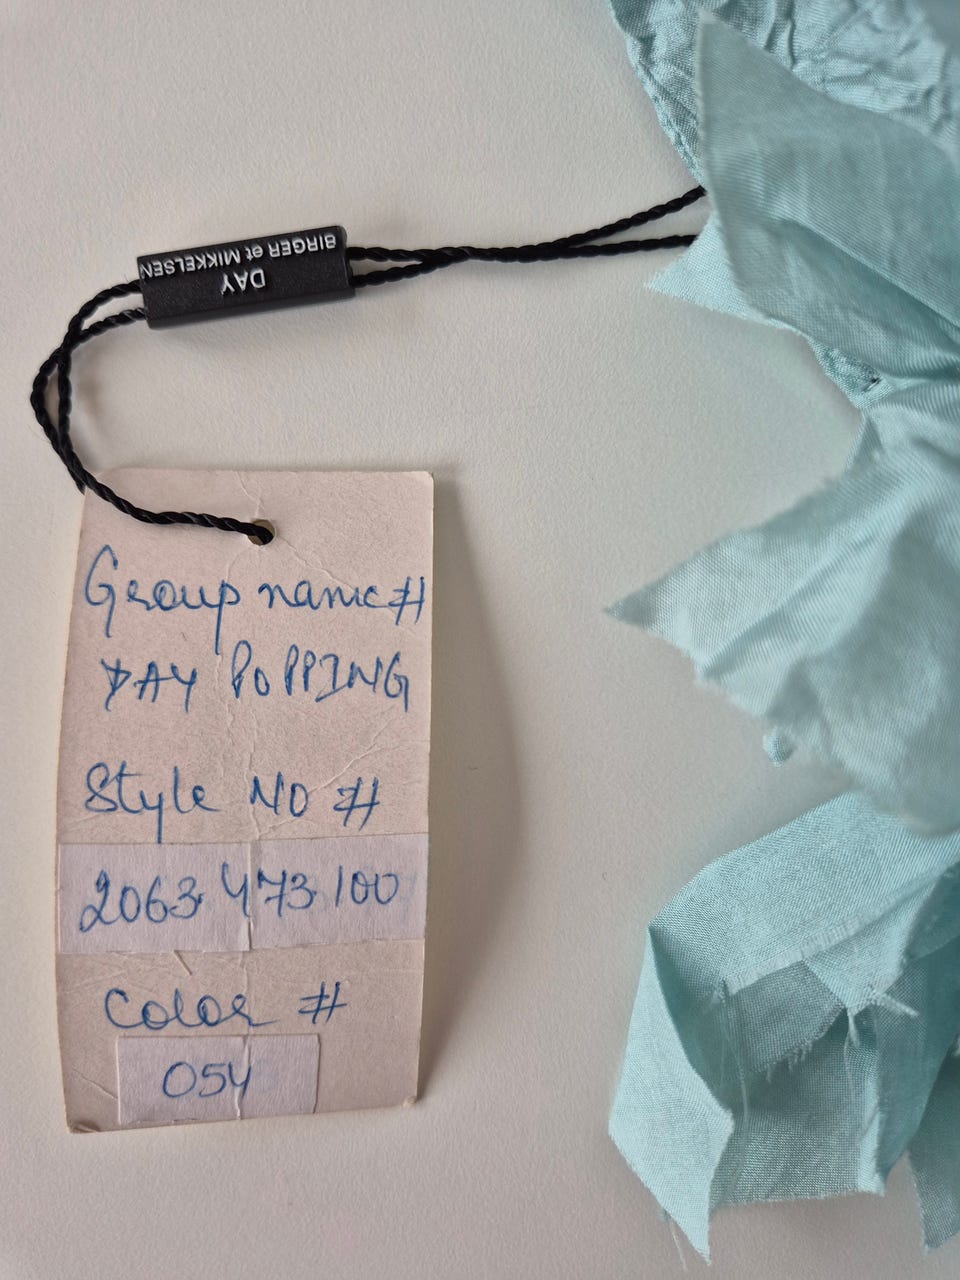 BIRGER et MIKKELSEN
DAY
Group name #
DAY POPPING
Style NO #
2063 473 100
Color #
054